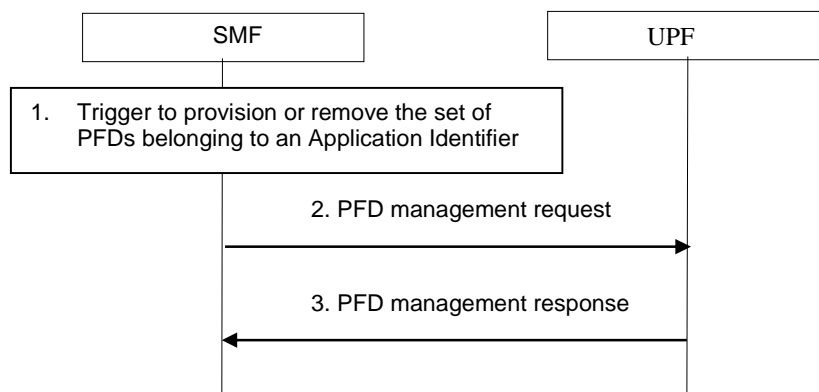 SMF
UPF
1. Trigger to provision or remove the set of
PFDs belonging to an Application Identifier
2. PFD management request
3. PFD management response